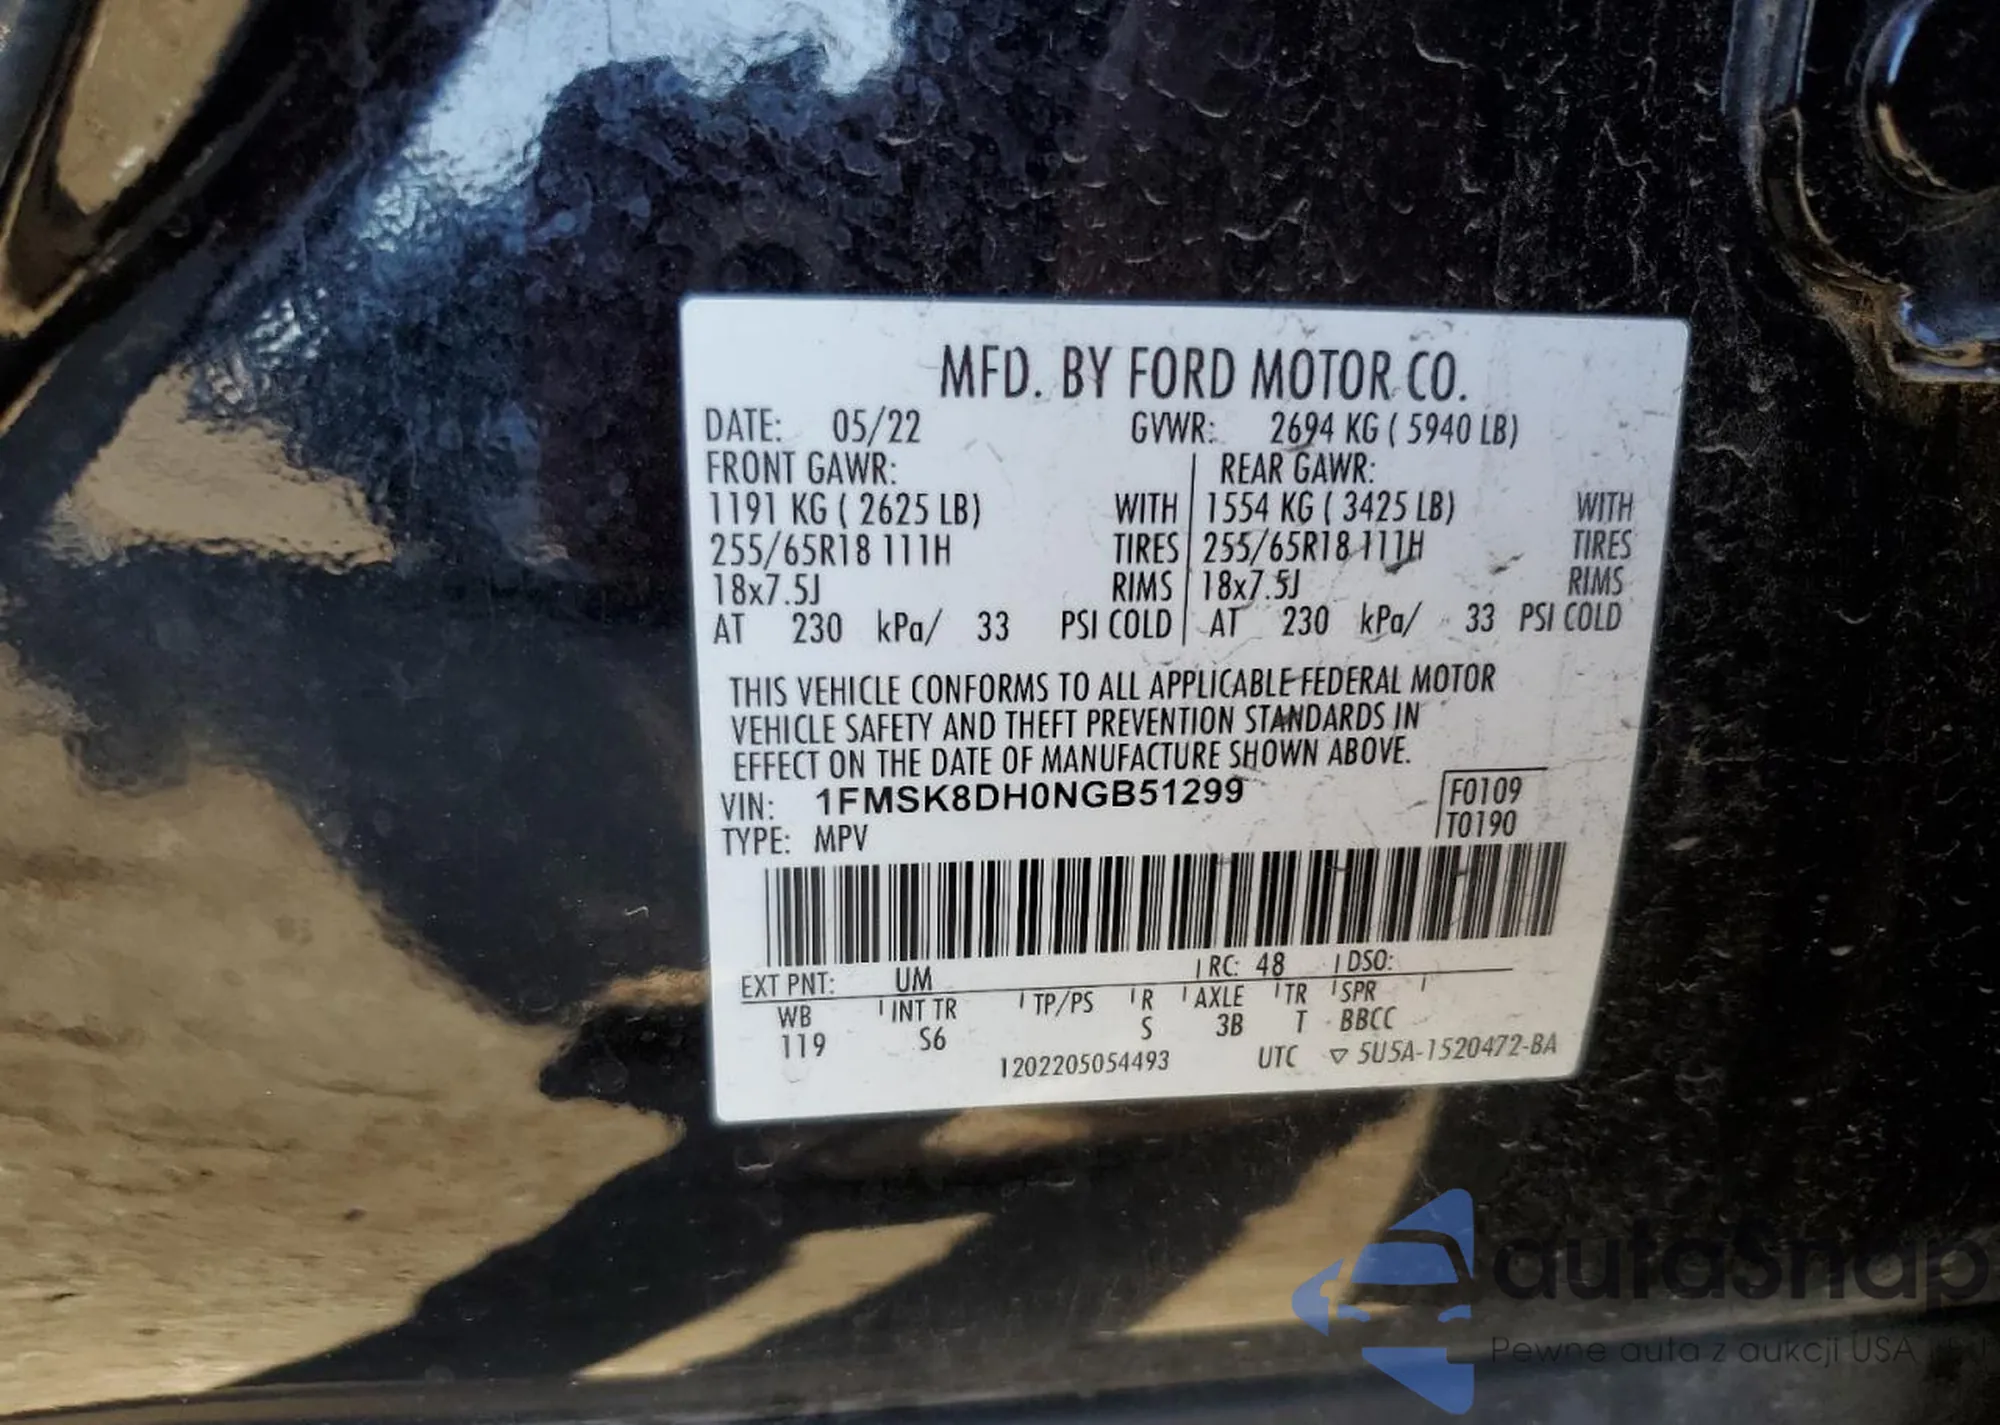 MFD. BY FORD MOTOR CO.
DATE: 05/22 GVWR: 2694 KG ( 5940 LB)
FRONT GAWR: REAR GAWR:
1191 KG ( 2625 LB) WITH 1554 KG ( 3425 LB) WITH
255/65R18 111H TIRES 255/65R18 111H TIRES
18x7.5J RIMS 18x7.5J RIMS
AT 230 kPa/ 33 PSI COLD AT 230 kPa/ 33 PSI COLD
THIS VEHICLE CONFORMS TO ALL APPLICABLE FEDERAL MOTOR
VEHICLE SAFETY AND THEFT PREVENTION STANDARDS IN
EFFECT ON THE DATE OF MANUFACTURE SHOWN ABOVE.
VIN: 1FMSK8DH0NGB51299 F0109
TYPE: MPV T0190
EXT PNT: UM RC: 48 DSO:
WB INT TR TP/PS R AXLE TR SPR
119 S6 S 3B T BBCC
1202205054493 UTC ▽ 5U5A-1520472-BA
autoSnap
Pewne auta z aukcji USA i EU